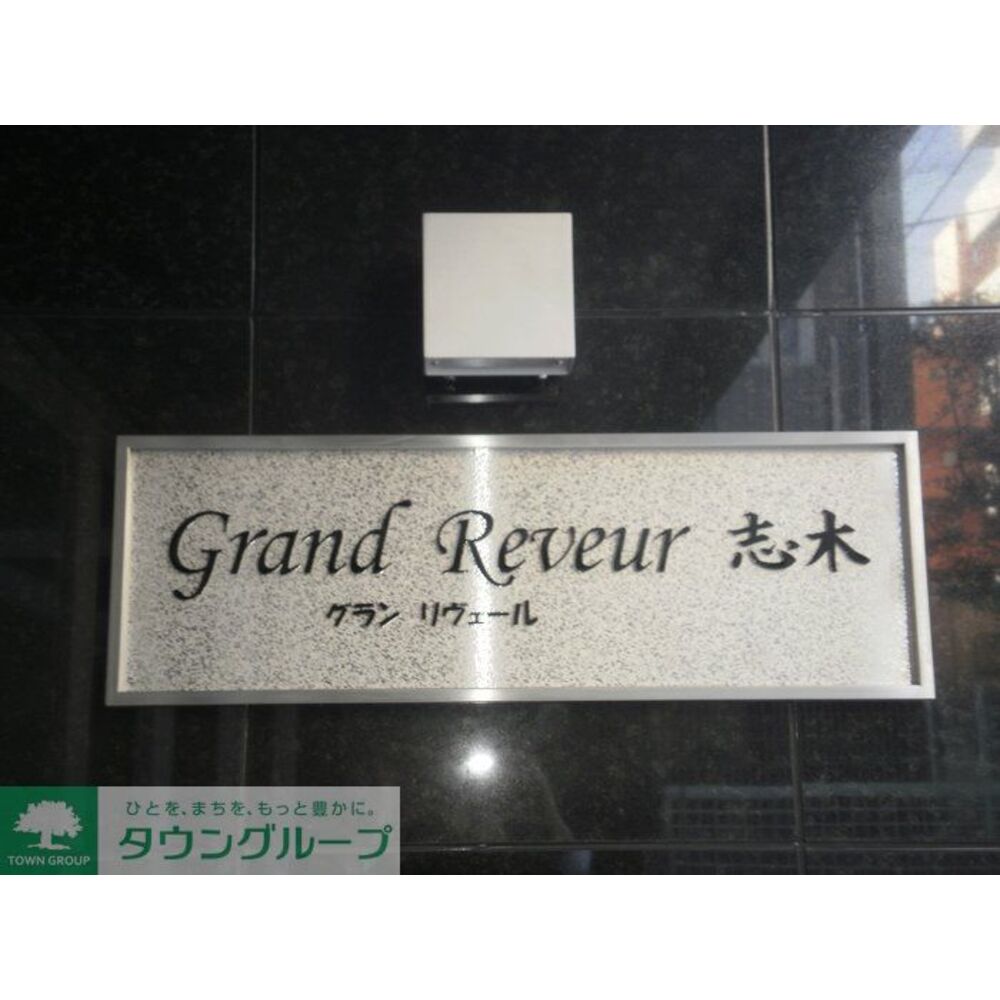 Grand Reveur 志木
グラン リヴェール
ひとを、まちを、もっと豊かに。
タウングループ
TOWN GROUP